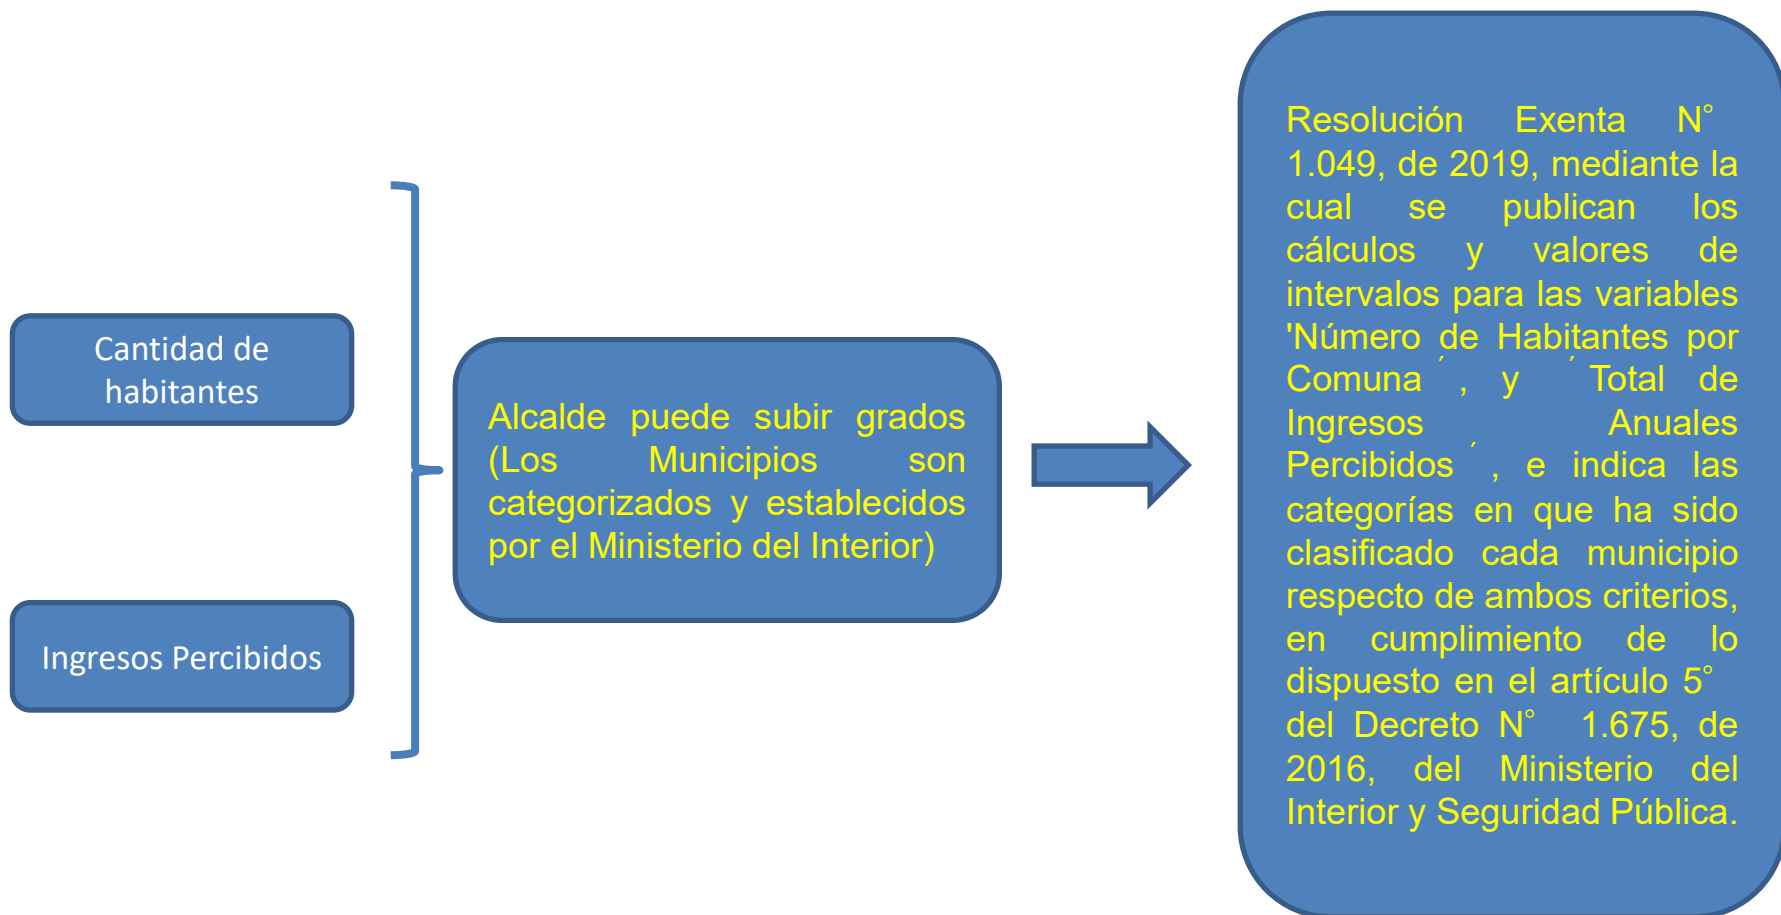 Cantidad de
habitantes
Ingresos Percibidos
Alcalde puede subir grados
(Los Municipios son
categorizados y establecidos
por el Ministerio del Interior)
Resolución Exenta N°
1.049, de 2019, mediante la
cual se publican los
cálculos y valores de
intervalos para las variables
'Número de Habitantes por
Comuna´, y ´Total de
Ingresos Anuales
Percibidos´, e indica las
categorías en que ha sido
clasificado cada municipio
respecto de ambos criterios,
en cumplimiento de lo
dispuesto en el artículo 5°
del Decreto N° 1.675, de
2016, del Ministerio del
Interior y Seguridad Pública.